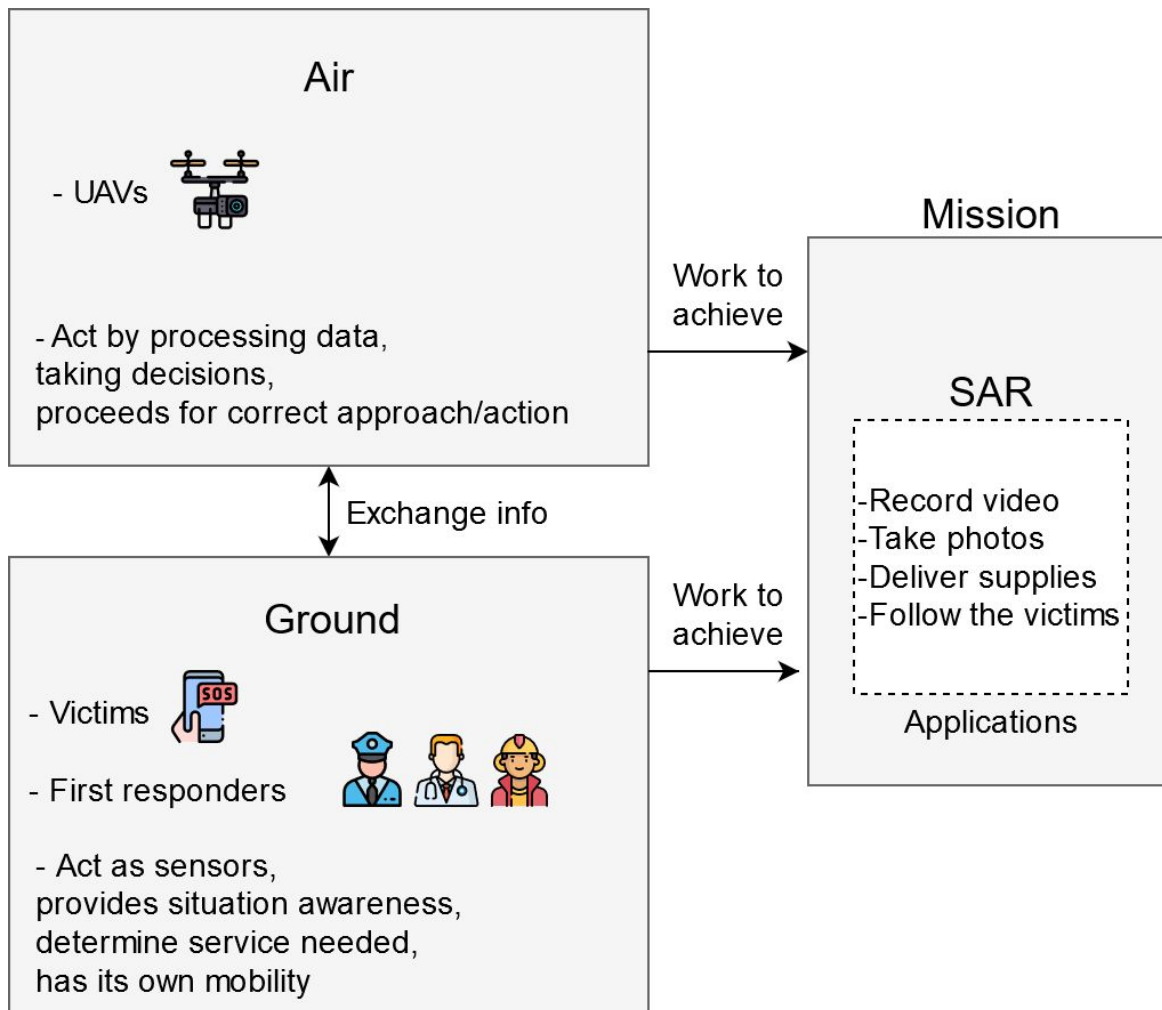 Air
- UAVs
- Act by processing data,
taking decisions,
proceeds for correct approach/action
Exchange info
Ground
- Victims
SOS
- First responders
- Act as sensors,
provides situation awareness,
determine service needed,
has its own mobility
Work to
achieve
Work to
achieve
Mission
SAR
-Record video
-Take photos
-Deliver supplies
-Follow the victims
Applications